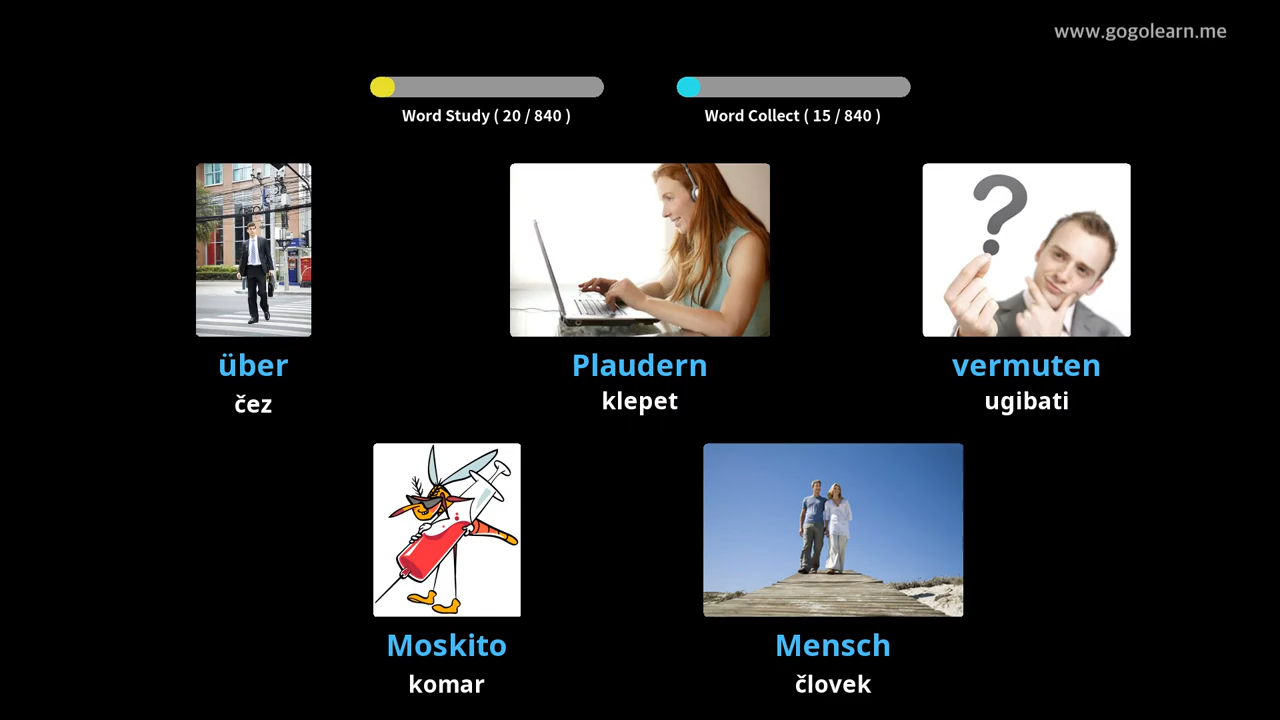 www.gogolearn.me
Word Study ( 20 / 840 )
Word Collect ( 15 / 840 )
über
čez
Plaudern
klepet
vermuten
ugibati
Moskito
komar
Mensch
človek